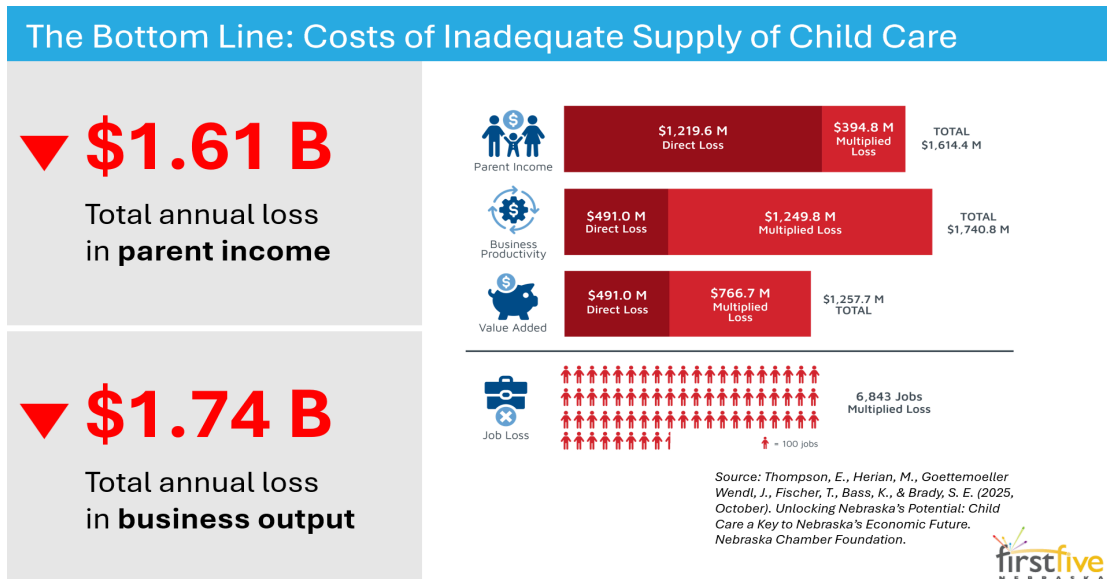 The Bottom Line: Costs of Inadequate Supply of Child Care
$1.61 B
Total annual loss
in parent income
$1.74 B
Total annual loss
in business output
$
Parent Income
$1,219.6 M
Direct Loss
$394.8 M
Multiplied
Loss
TOTAL
$1,614.4 M
$
Business
Productivity
$491.0 M
Direct Loss
$1,249.8 M
Multiplied Loss
TOTAL
$1,740.8 M
$
Value Added
$491.0 M
Direct Loss
$766.7 M
Multiplied
Loss
$1,257.7 M
TOTAL
Job Loss
6,843 Jobs
Multiplied Loss
= 100 jobs
Source: Thompson, E., Herian, M., Goettemoeller
Wendl, J., Fischer, T., Bass, K., & Brady, S. E. (2025,
October). Unlocking Nebraska’s Potential: Child
Care a Key to Nebraska’s Economic Future.
Nebraska Chamber Foundation.
firstfive
NEBRASKA